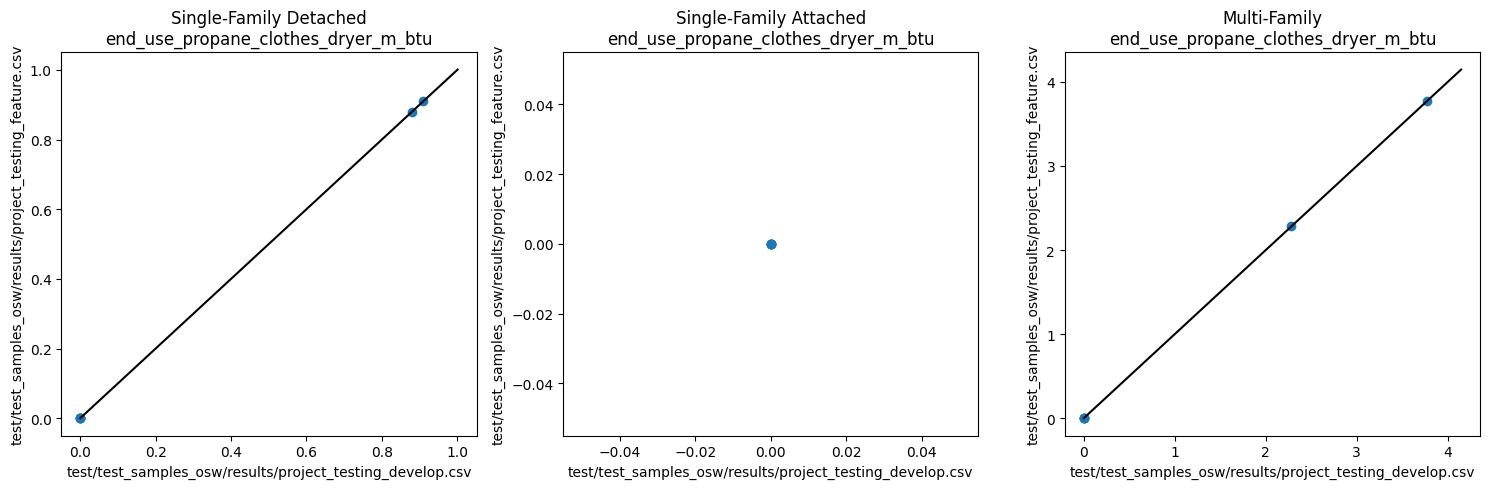 Single-Family Detached
end_use_propane_clothes_dryer_m_btu
test/test_samples_osw/results/project_testing_feature.csv
1.0
0.8
0.6
0.4
0.2
0.0
0.0 0.2 0.4 0.6 0.8 1.0
test/test_samples_osw/results/project_testing_develop.csv
Single-Family Attached
end_use_propane_clothes_dryer_m_btu
test/test_samples_osw/results/project_testing_feature.csv
0.04
0.02
0.00
−0.02
−0.04
−0.04 −0.02 0.00 0.02 0.04
test/test_samples_osw/results/project_testing_develop.csv
Multi-Family
end_use_propane_clothes_dryer_m_btu
test/test_samples_osw/results/project_testing_feature.csv
4
3
2
1
0
0 1 2 3 4
test/test_samples_osw/results/project_testing_develop.csv